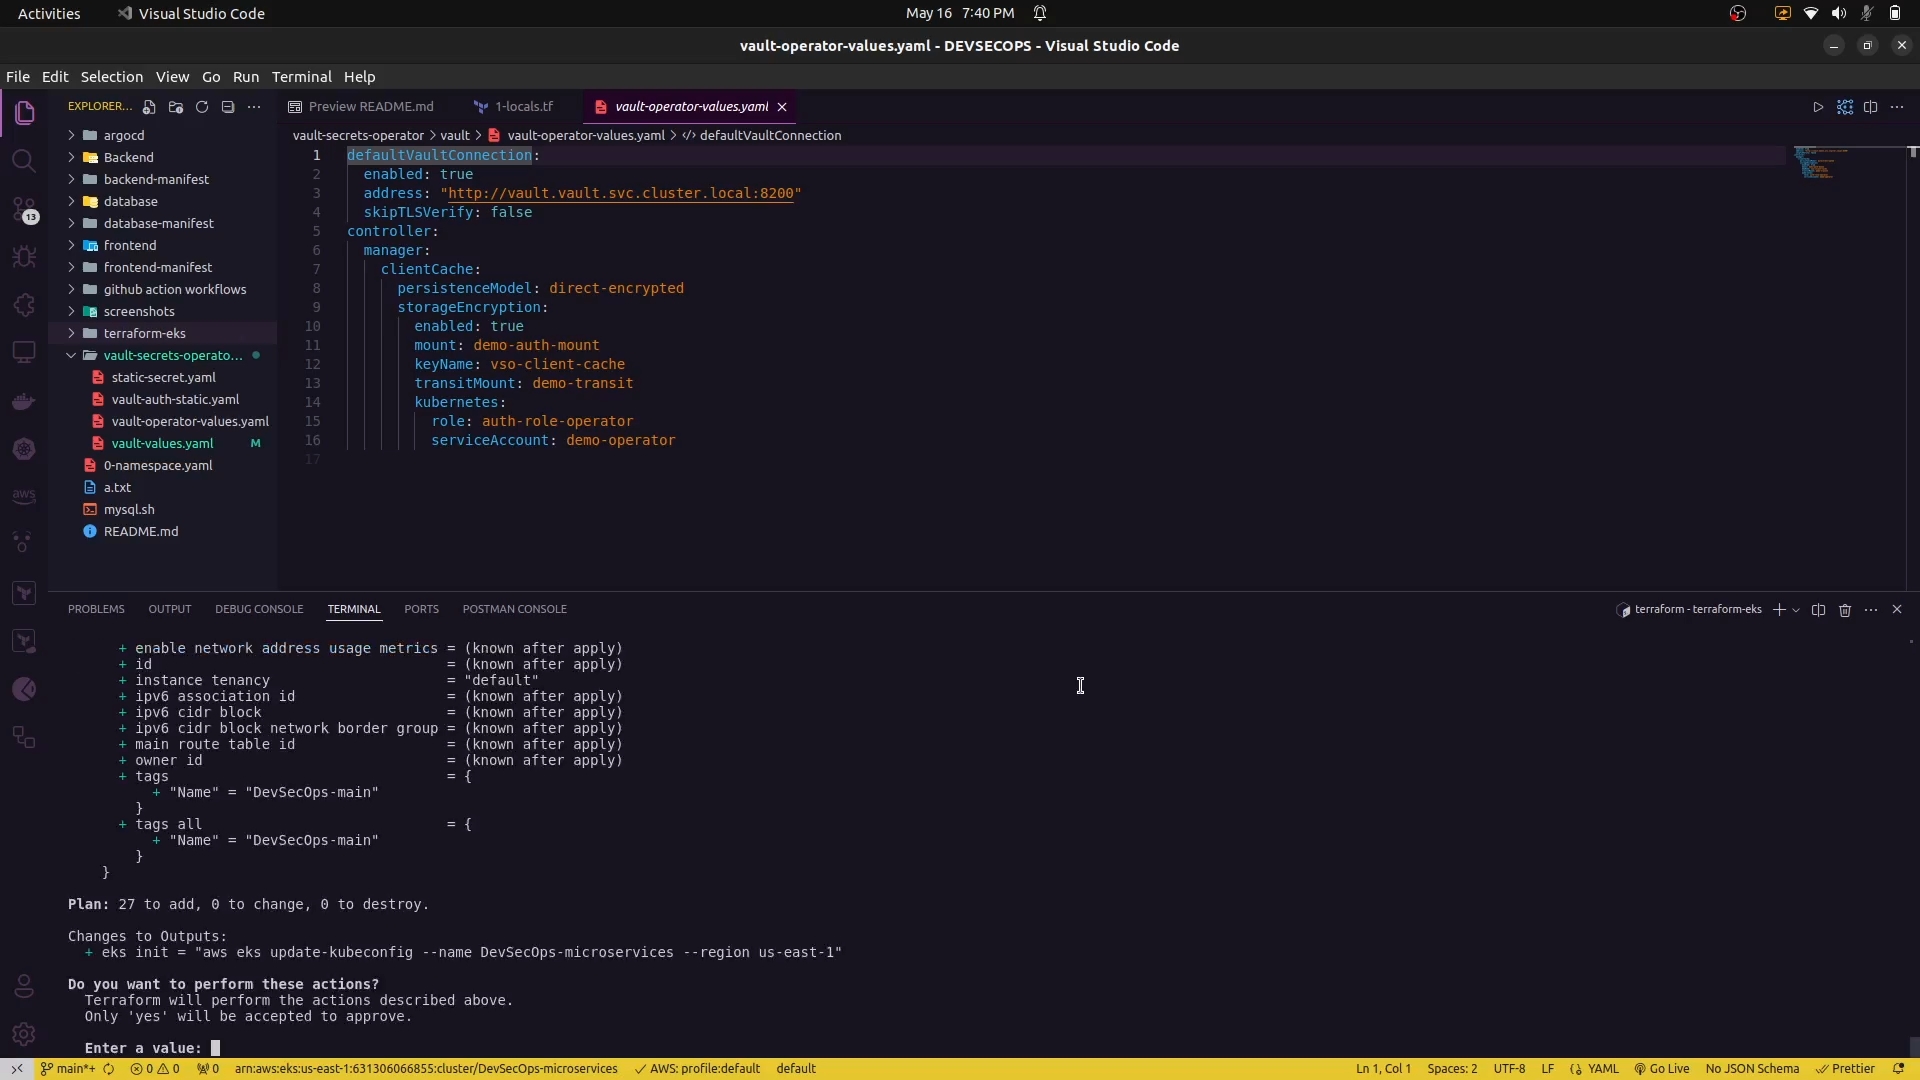 Activities
Visual Studio Code
May 16 7:40 PM
vault-operator-values.yaml - DEVSECOPS - Visual Studio Code
File Edit Selection View Go Run Terminal Help
EXPLORER...
argocd
Backend
backend-manifest
database
database-manifest
frontend
frontend-manifest
github action workflows
screenshots
terraform-eks
vault-secrets-operato...
static-secret.yaml
vault-auth-static.yaml
vault-operator-values.yaml
vault-values.yaml M
0-namespace.yaml
a.txt
mysql.sh
README.md
13
aws
Preview README.md
1-locals.tf
vault-operator-values.yaml
vault-secrets-operator > vault > vault-operator-values.yaml > </> defaultVaultConnection
1 defaultVaultConnection:
2 enabled: true
3 address: "http://vault.vault.svc.cluster.local:8200"
4 skipTLSVerify: false
5 controller:
6 manager:
7 clientCache:
8 persistenceModel: direct-encrypted
9 storageEncryption:
10 enabled: true
11 mount: demo-auth-mount
12 keyName: vso-client-cache
13 transitMount: demo-transit
14 kubernetes:
15 role: auth-role-operator
16 serviceAccount: demo-operator
17
PROBLEMS OUTPUT DEBUG CONSOLE TERMINAL PORTS POSTMAN CONSOLE
terraform - terraform-eks
+ enable network address usage metrics = (known after apply)
+ id = (known after apply)
+ instance tenancy = "default"
+ ipv6 association id = (known after apply)
+ ipv6 cidr block = (known after apply)
+ ipv6 cidr block network border group = (known after apply)
+ main route table id = (known after apply)
+ owner id = (known after apply)
+ tags = {
+ "Name" = "DevSecOps-main"
}
+ tags all = {
+ "Name" = "DevSecOps-main"
}
}
Plan: 27 to add, 0 to change, 0 to destroy.
Changes to Outputs:
+ eks init = "aws eks update-kubeconfig --name DevSecOps-microservices --region us-east-1"
Do you want to perform these actions?
Terraform will perform the actions described above.
Only 'yes' will be accepted to approve.
Enter a value:
main*+ 0 0 0 arn:aws:eks:us-east-1:631306066855:cluster/DevSecOps-microservices AWS: profile:default default Ln 1, Col 1 Spaces: 2 UTF-8 LF YAML Go Live No JSON Schema Prettier